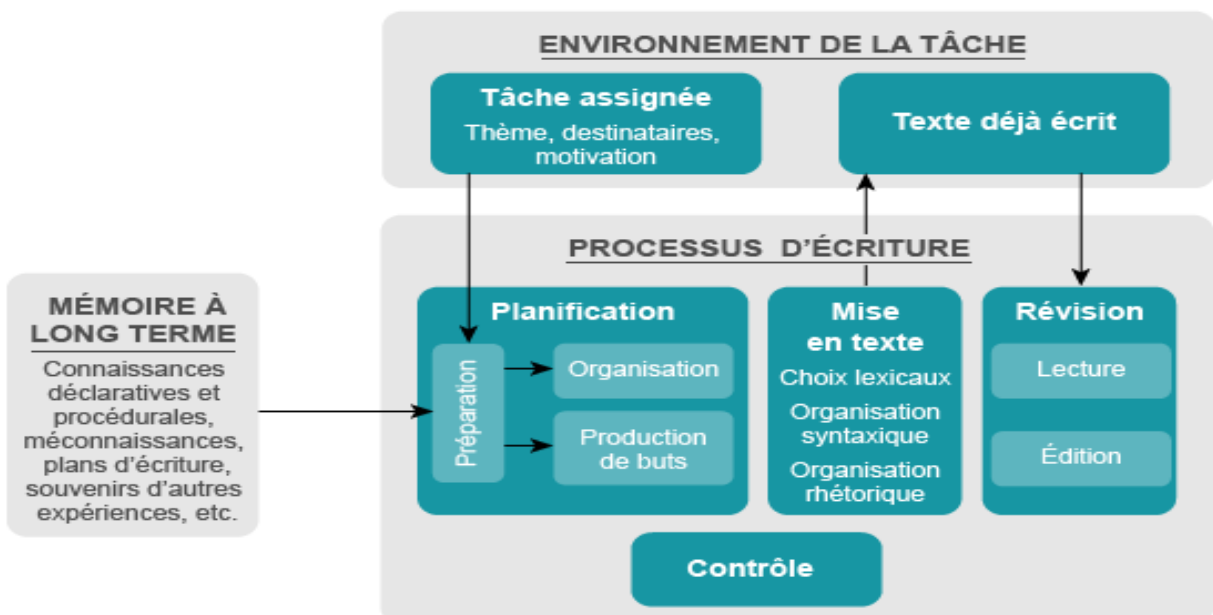 ENVIRONNEMENT DE LA TÂCHE
Tâche assignée
Thème, destinataires,
motivation
Texte déjà écrit
PROCESSUS D'ÉCRITURE
MÉMOIRE À
LONG TERME
Connaissances
déclaratives et
procédurales,
méconnaissances,
plans d'écriture,
souvenirs d'autres
expériences, etc.
Planification
Préparation
Organisation
Production
de buts
Mise
en texte
Choix lexicaux
Organisation
syntaxique
Organisation
rhétorique
Révision
Lecture
Édition
Contrôle